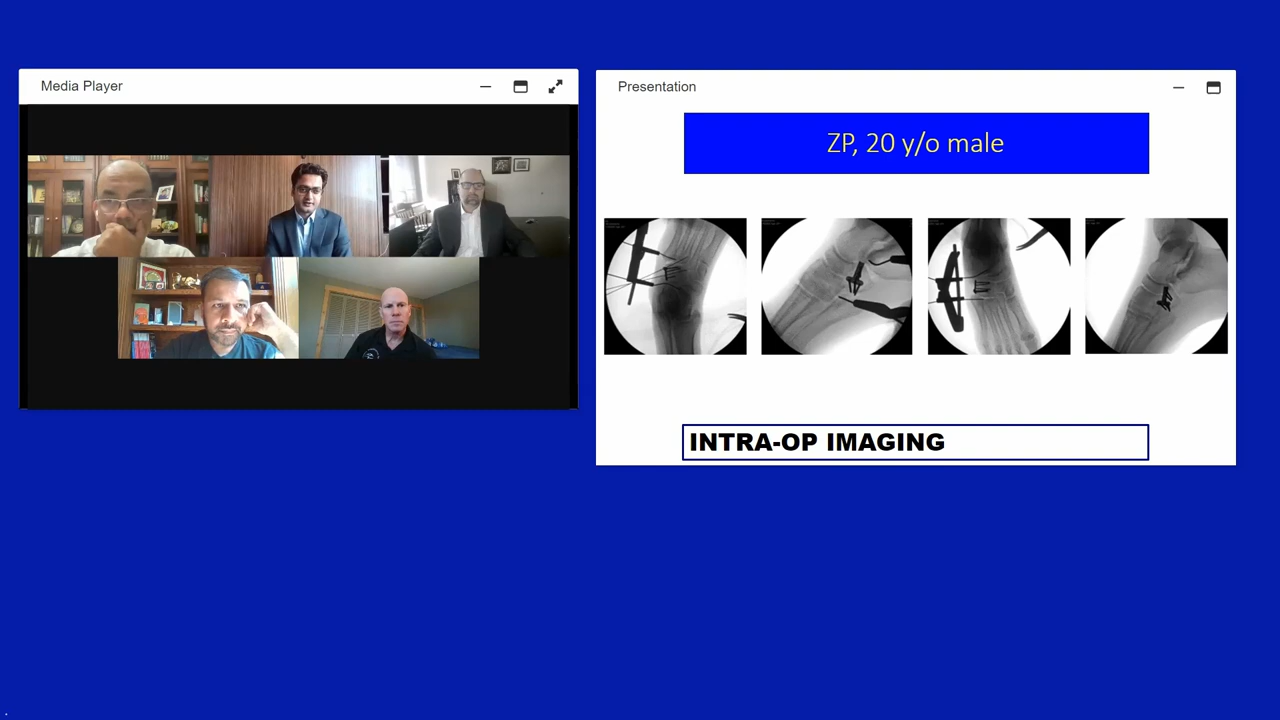 Media Player
Presentation
ZP, 20 y/o male
INTRA-OP IMAGING